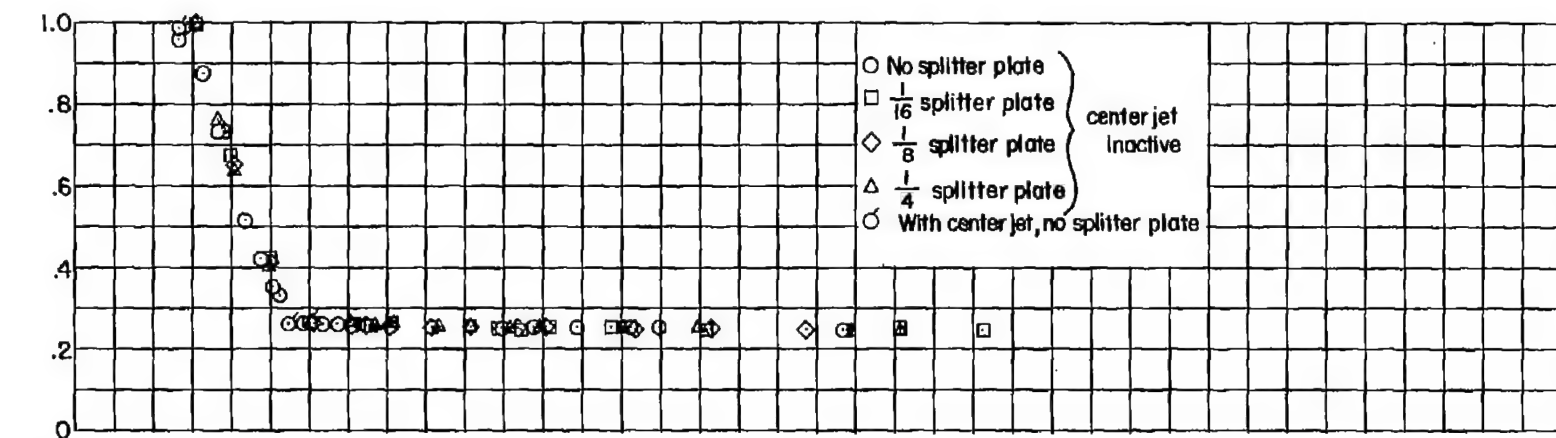 1.0
.8
.6
.4
.2
0
No splitter plate
1/16 splitter plate
1/8 splitter plate
1/4 splitter plate
center jet
inactive
With center jet, no splitter plate